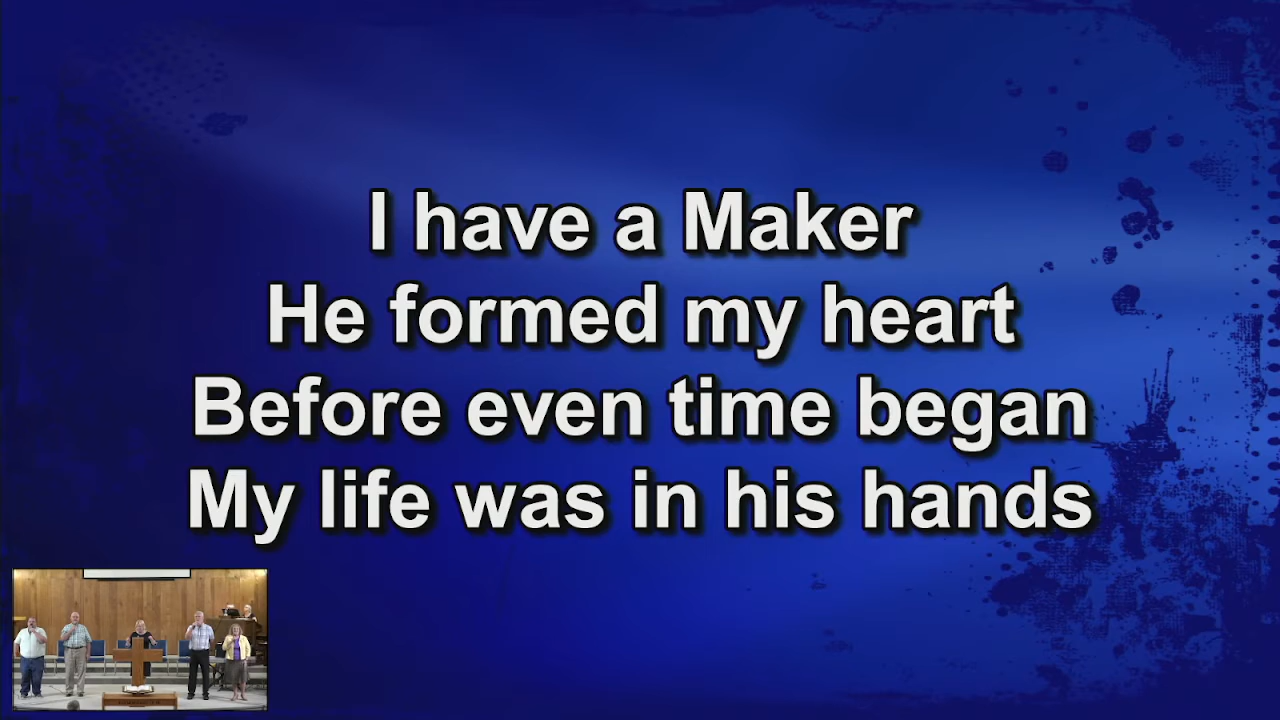 I have a Maker
He formed my heart
Before even time began
My life was in his hands